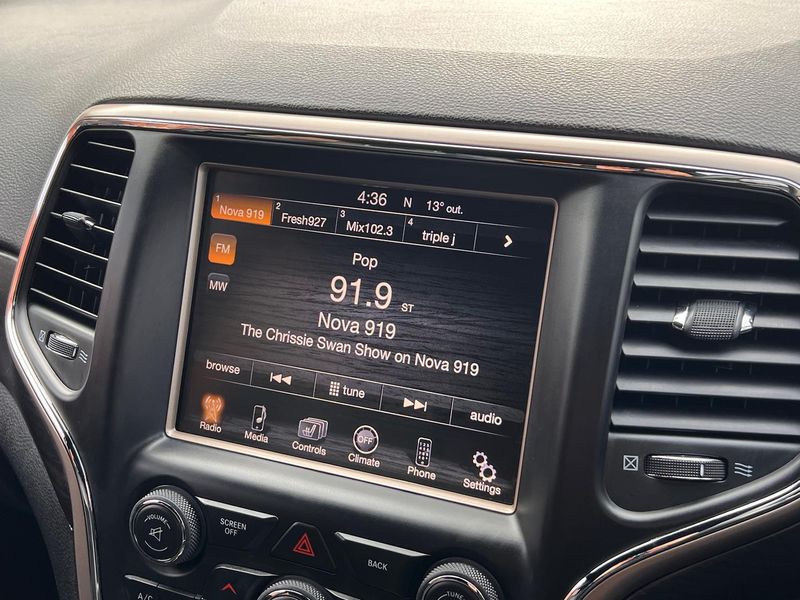 4:36 N 13° out.
1 Nova 919 2 Fresh927 3 Mix102.3 4 triple j
FM
Pop
MW
91.9 ST
Nova 919
The Chrissie Swan Show on Nova 919
browse tune audio
Radio Media Controls OFF Climate Phone Settings
VOLUME SCREEN OFF BACK TUNE
A/C